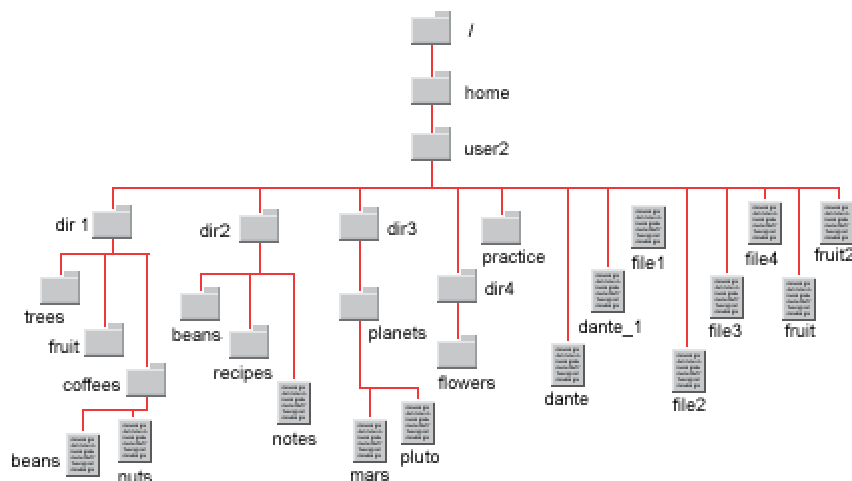 /
home
user2
dir 1
dir2
dir3
practice
file1
file4
fruit2
trees
beans
planets
dir4
dante_1
file3
fruit
fruit
recipes
coffees
flowers
dante
file2
notes
beans
nuts
mars
pluto